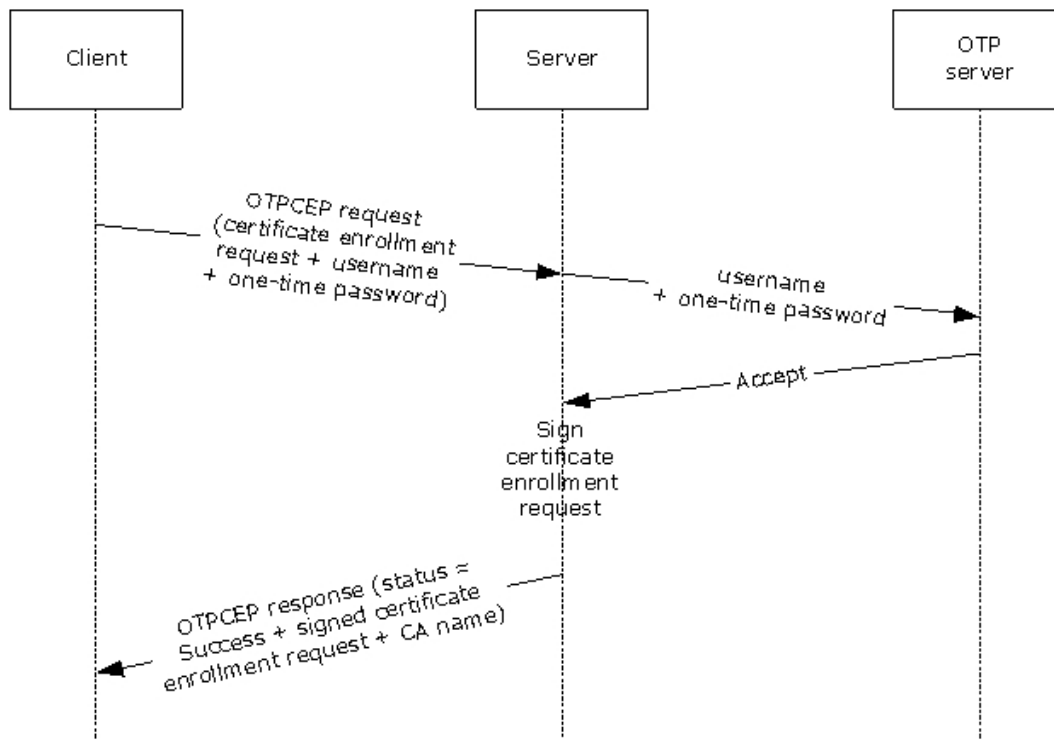 Client
Server
OTP
server
OTPCEP request
(certificate enrollment
request + username
+ one-time password)
username
+ one-time password
Accept
Sign
certificate
enrollment
request
OTPCEP response (status =
Success + signed certificate
enrollment request + CA name)